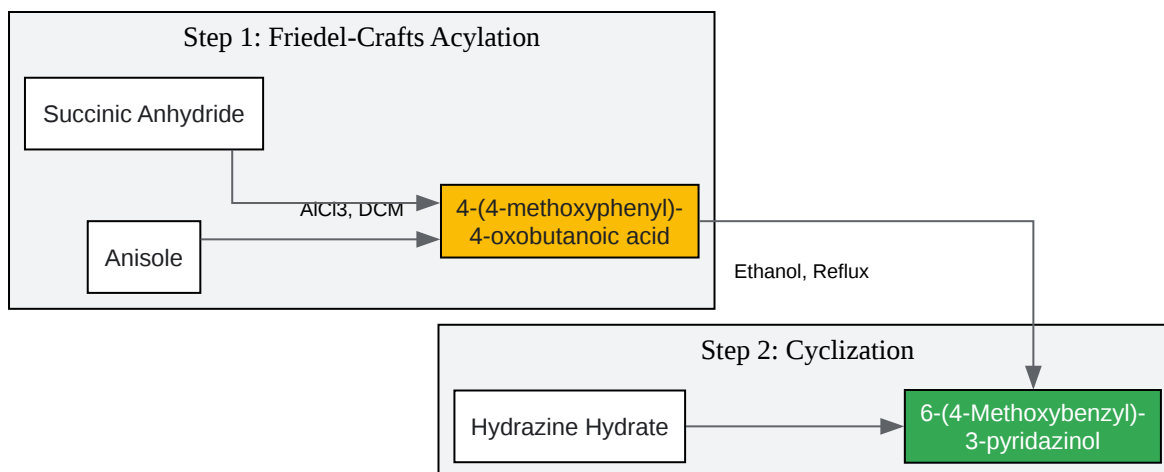 Step 1: Friedel-Crafts Acylation
Succinic Anhydride
AlCl3, DCM
4-(4-methoxyphenyl)-
4-oxobutanoic acid
Anisole
Ethanol, Reflux
Step 2: Cyclization
Hydrazine Hydrate
6-(4-Methoxybenzyl)-
3-pyridazinol